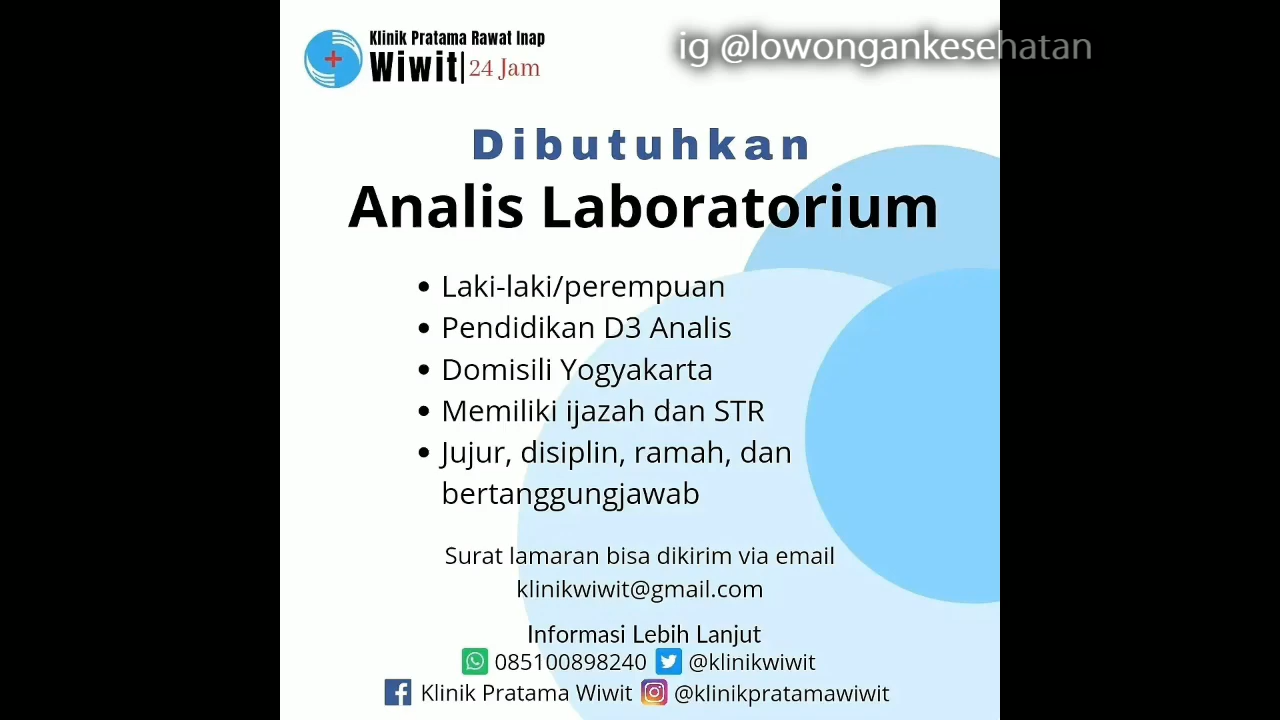 Klinik Pratama Rawat Inap
Wiwit| 24 Jam
ig @lowongankesehatan
Dibutuhkan
Analis Laboratorium
• Laki-laki/perempuan
• Pendidikan D3 Analis
• Domisili Yogyakarta
• Memiliki ijazah dan STR
• Jujur, disiplin, ramah, dan
bertanggungjawab
Surat lamaran bisa dikirim via email
klinikwiwit@gmail.com
Informasi Lebih Lanjut
085100898240 @klinikwiwit
Klinik Pratama Wiwit @klinikpratamawiwit